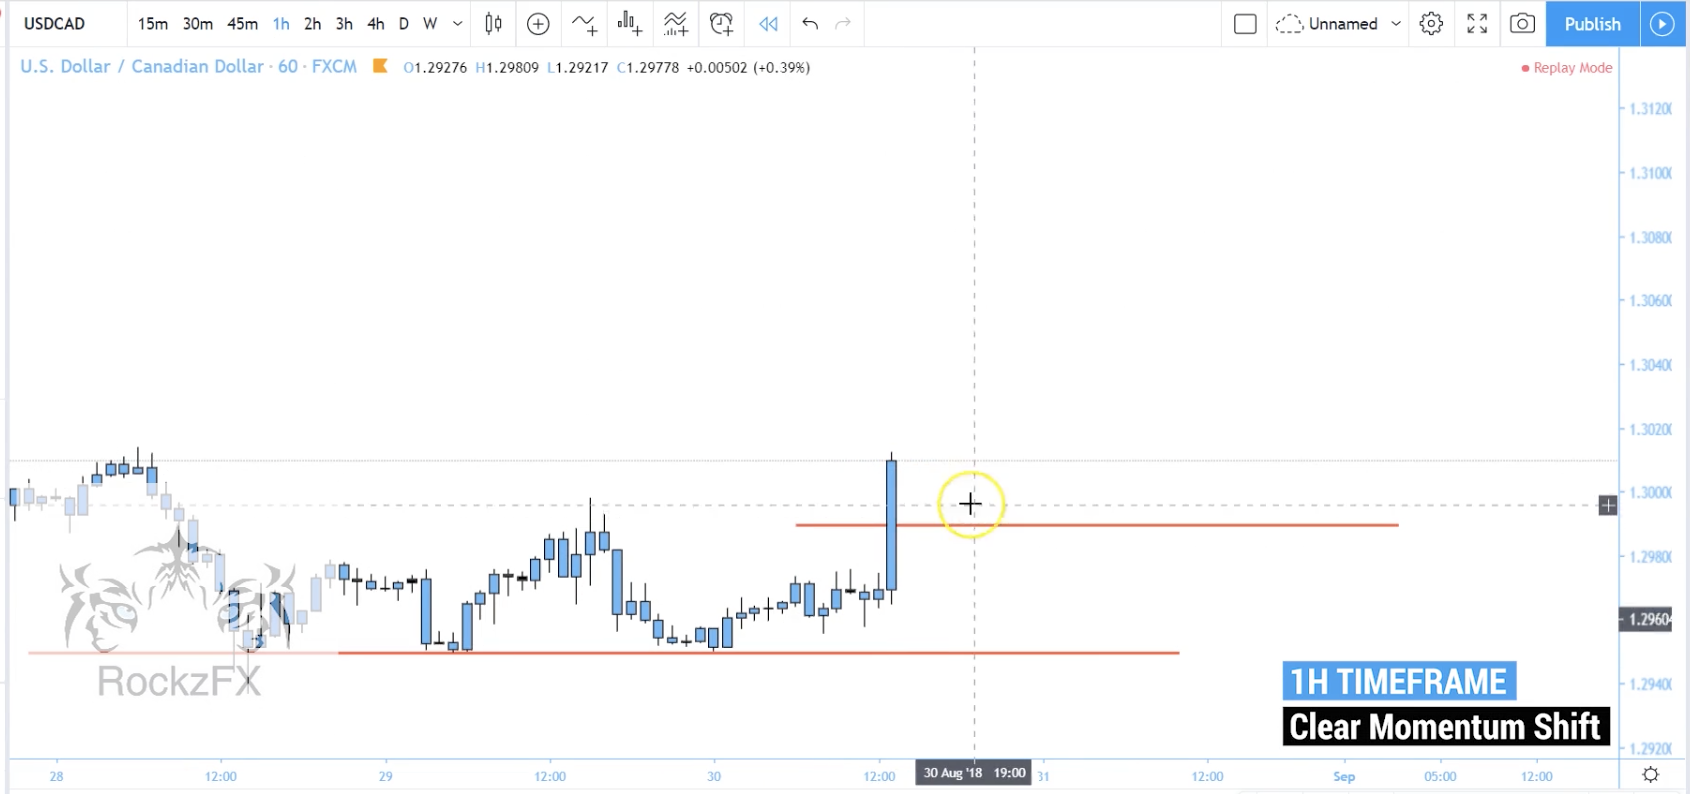 USDCAD 15m 30m 45m 1h 2h 3h 4h D W Unnamed Publish
U.S. Dollar / Canadian Dollar · 60 · FXCM O1.29276 H1.29809 L1.29217 C1.29778 +0.00502 (+0.39%) Replay Mode
1.3120
1.3100
1.3080
1.3060
1.3040
1.3020
1.3000
1.2980
1.2960
1.2940
1.2920
RockzFX
1H TIMEFRAME
Clear Momentum Shift
28 12:00 29 12:00 30 12:00 30 Aug '18 19:00 31 12:00 Sep 05:00 12:00